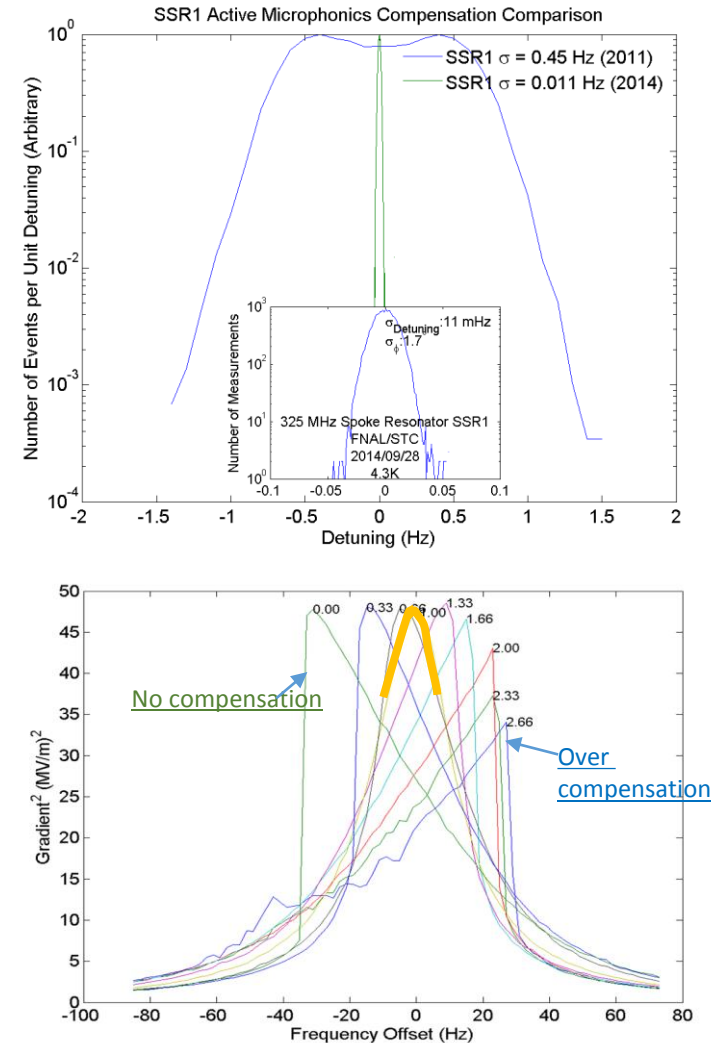 SSR1 Active Microphonics Compensation Comparison
Number of Events per Unit Detuning (Arbitrary)
10^0
10^-1
10^-2
10^-3
10^-4
SSR1 σ = 0.45 Hz (2011)
SSR1 σ = 0.011 Hz (2014)
Number of Measurements
10^3
10^2
10^1
10^0
σ_Detuning:11 mHz
σ_ϕ:1.7°
325 MHz Spoke Resonator SSR1
FNAL/STC
2014/09/28
4.3K
-0.1 -0.05 0 0.05 0.1
-2 -1.5 -1 -0.5 0 0.5 1 1.5 2
Detuning (Hz)
Gradient² (MV/m)²
50
45
40
35
30
25
20
15
10
5
0
0.00
0.33
1.00
1.33
1.66
2.00
2.33
2.66
No compensation
Over
compensation
-100 -80 -60 -40 -20 0 20 40 60 80
Frequency Offset (Hz)